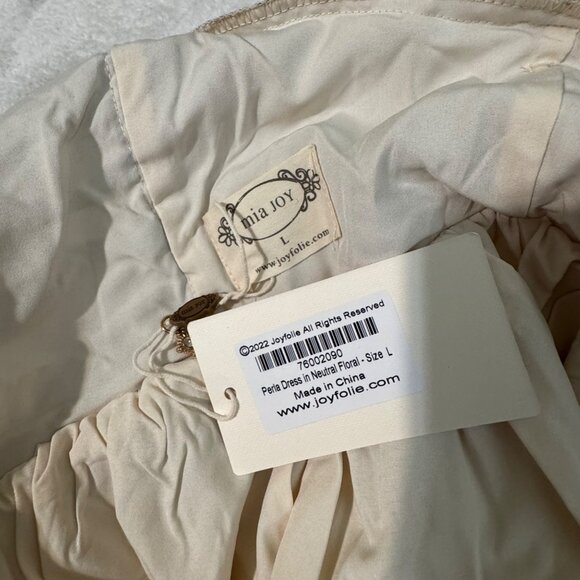 mia JOY
L
www.joyfolie.com
©2022 Joyfolie All Rights Reserved
76002090
Perla Dress in Neutral Floral - Size L
Made in China
www.joyfolie.com